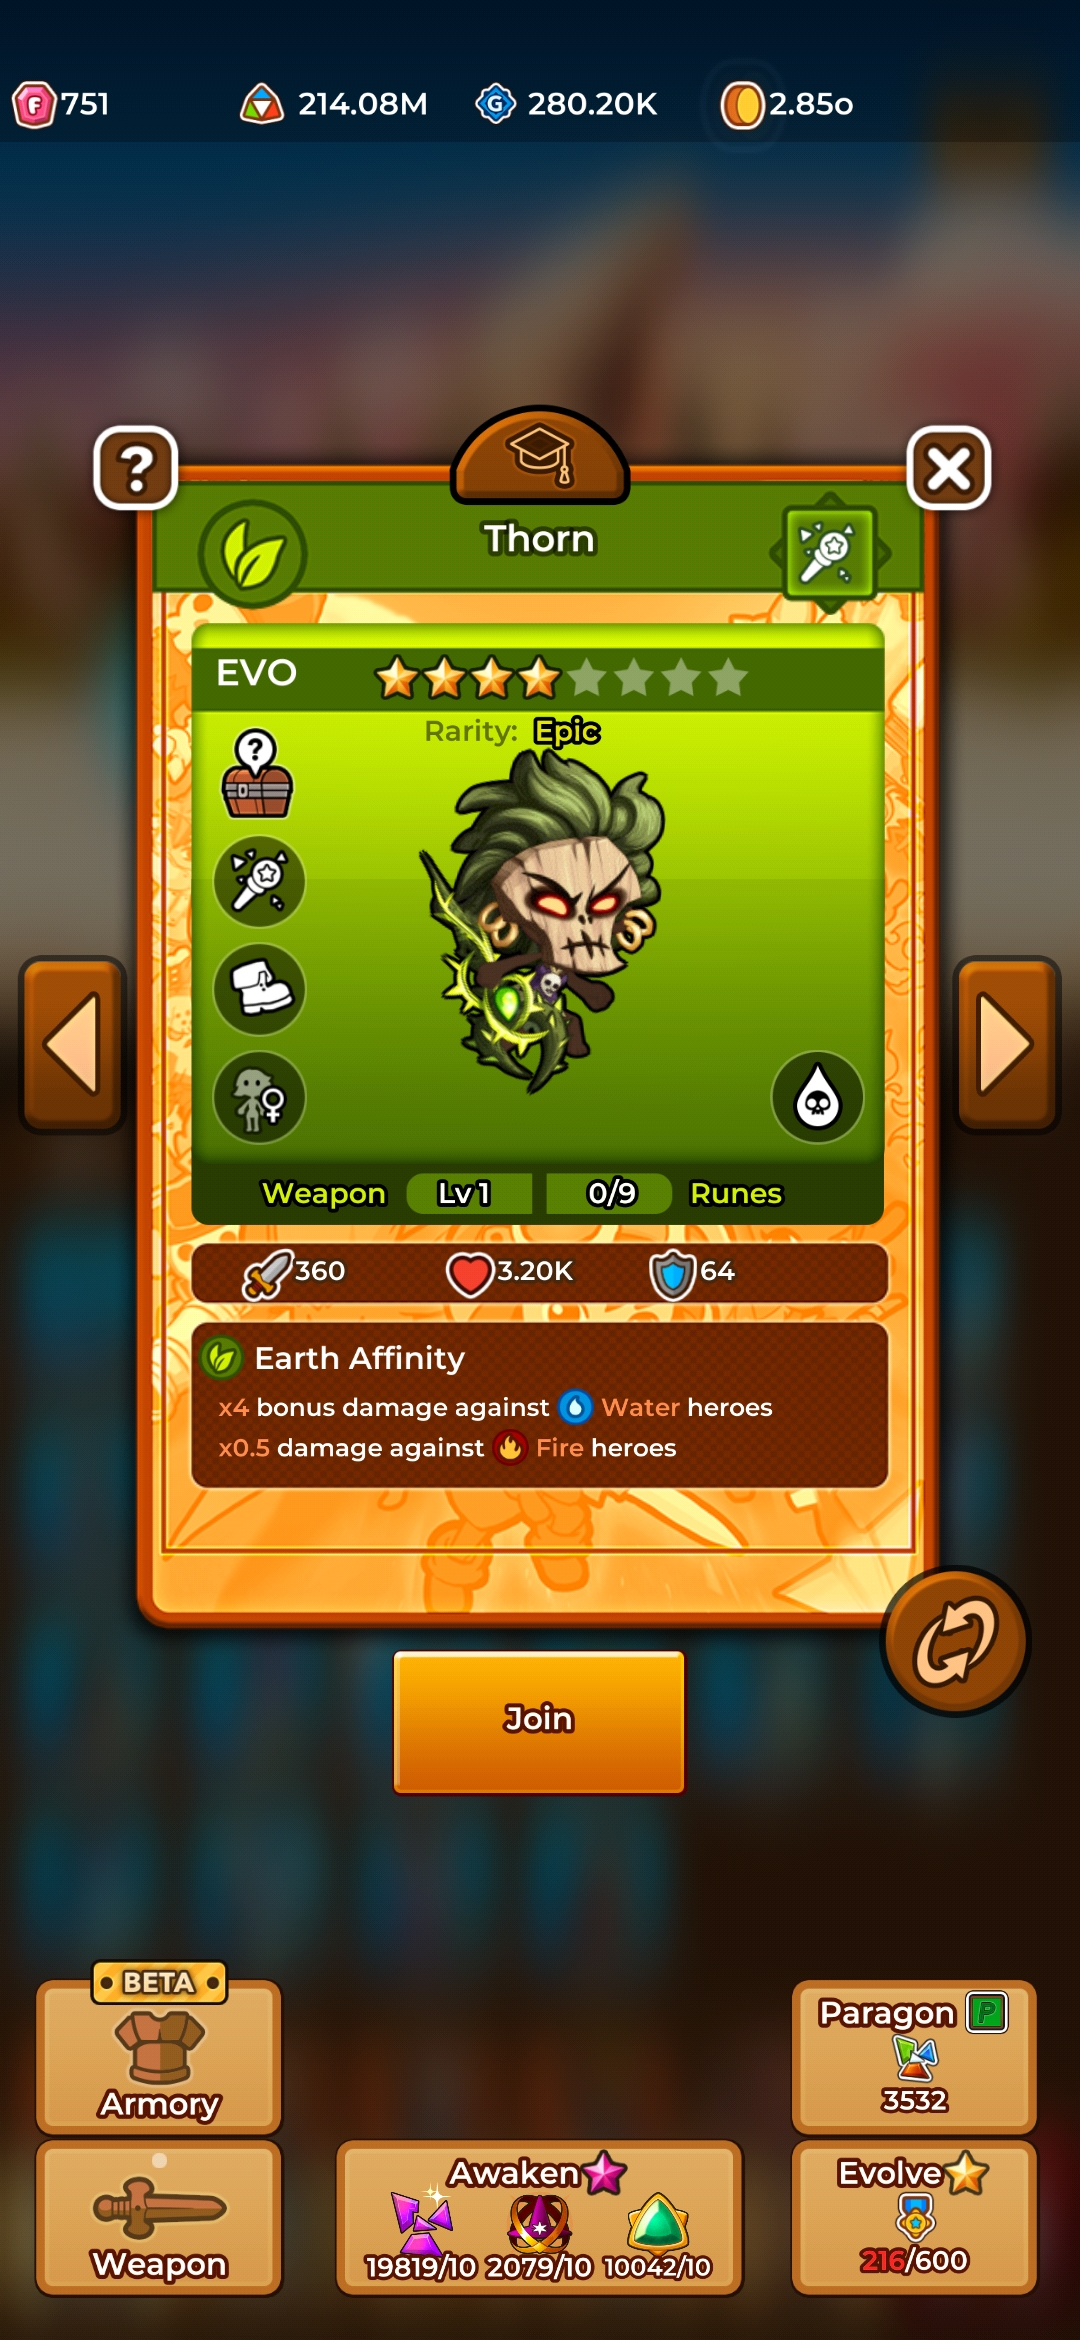 F 751 214.08M G 280.20K 2.85o
?
Thorn
EVO
Rarity: Epic
?
Weapon Lv 1 0/9 Runes
360 3.20K 64
Earth Affinity
x4 bonus damage against Water heroes
x0.5 damage against Fire heroes
Join
BETA
Armory
Paragon P
3532
Weapon
Awaken
19819/10 2079/10 10042/10
Evolve
216/600